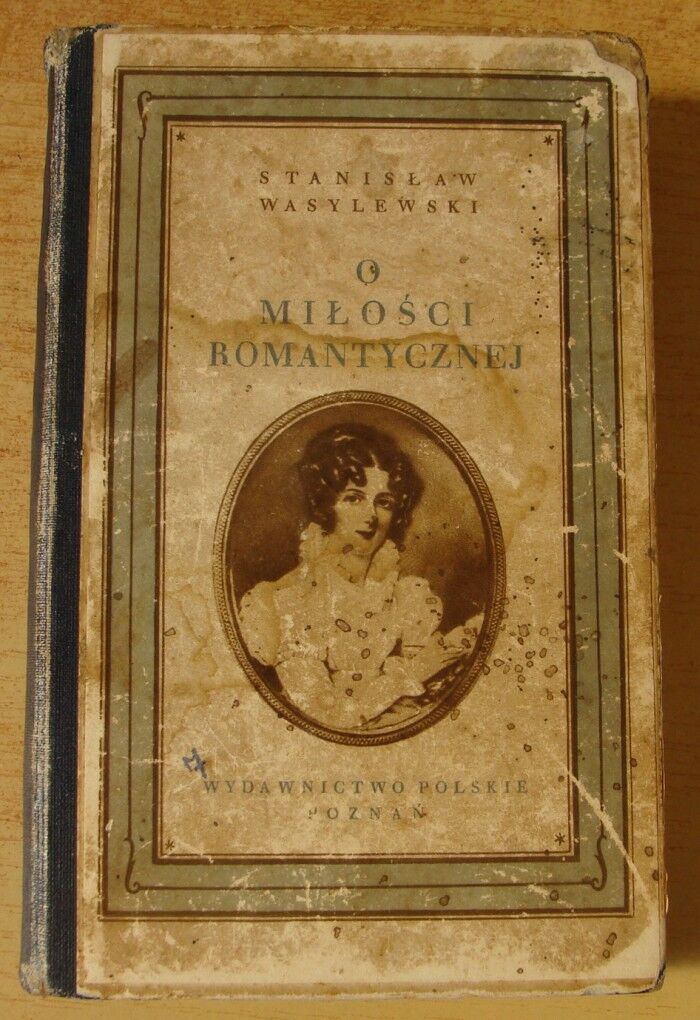 STANISŁAW
WASYLEWSKI
O
MIŁOŚCI
ROMANTYCZNEJ
WYDAWNICTWO POLSKIE
POZNAŃ